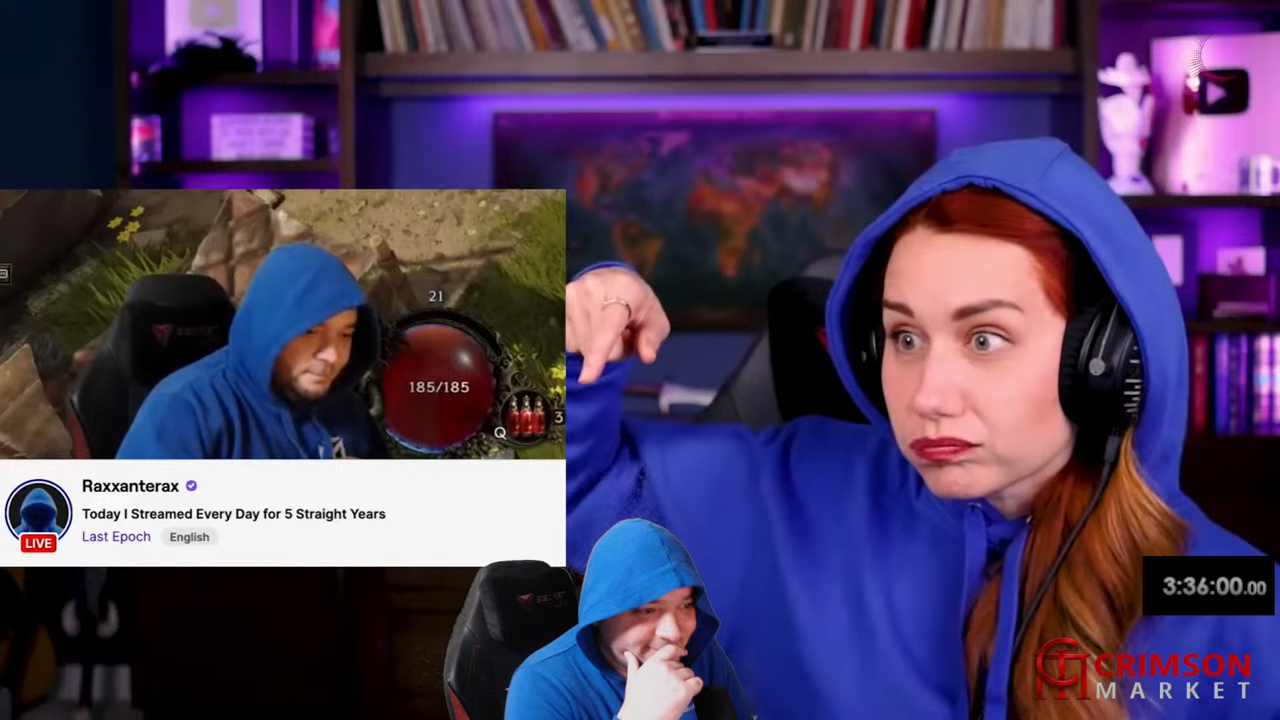 21
185/185
Q
3
Raxxanterax
Today I Streamed Every Day for 5 Straight Years
LIVE
Last Epoch
English
3:36:00.00
CRIMSON
MARKET